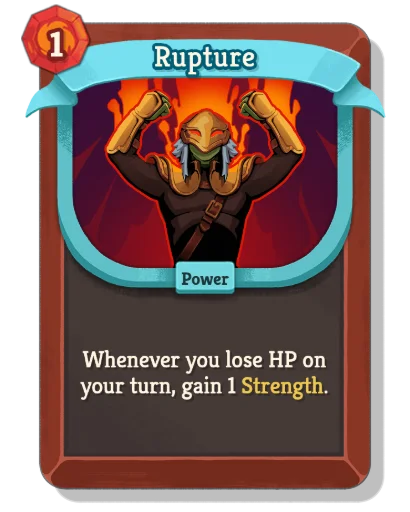 1
Rupture
Power
Whenever you lose HP on
your turn, gain 1 Strength.